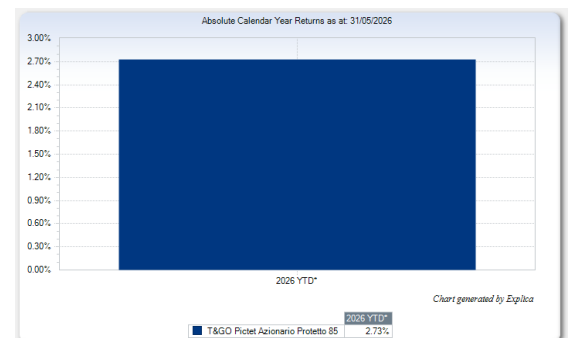 Absolute Calendar Year Returns as at: 31/05/2026
3.00%
2.70%
2.40%
2.10%
1.80%
1.50%
1.20%
0.90%
0.60%
0.30%
0.00%
2026 YTD*
Chart generated by Explica
2026 YTD*
T&GO Pictet Azionario Protetto 85 2.73%